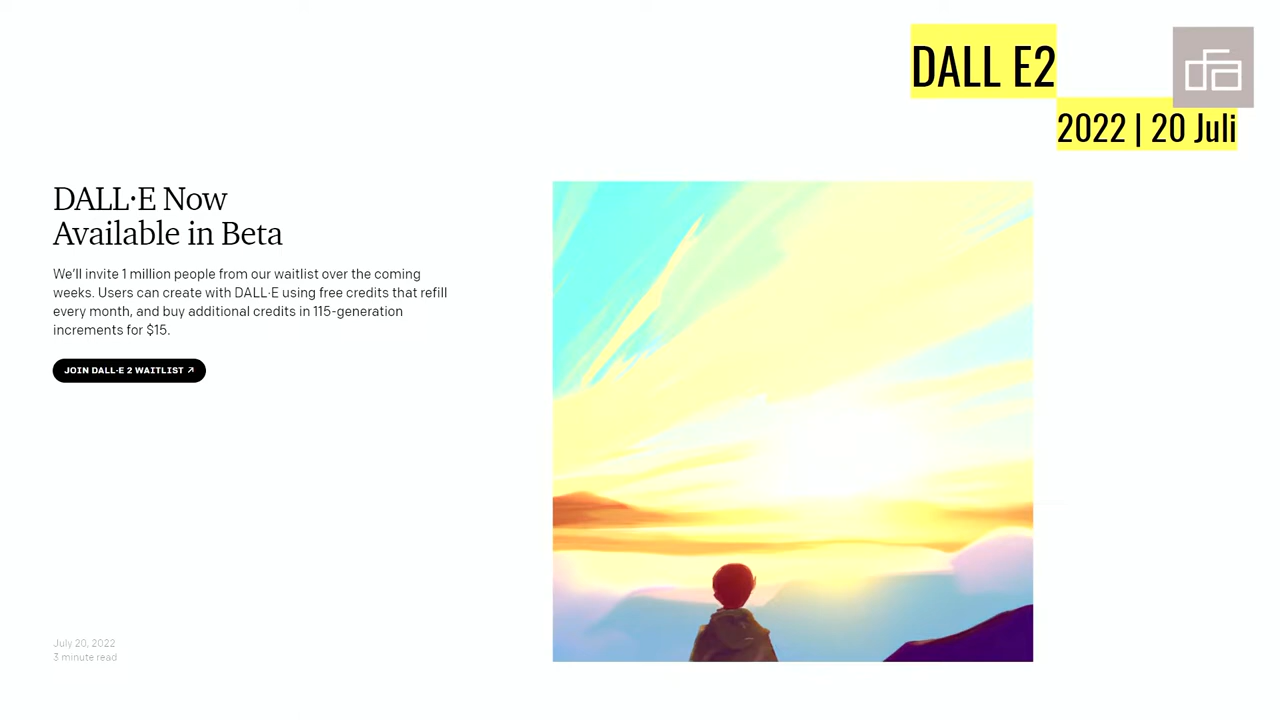 DALL E2
2022 | 20 Juli
dfa
DALL·E Now
Available in Beta
We'll invite 1 million people from our waitlist over the coming
weeks. Users can create with DALL·E using free credits that refill
every month, and buy additional credits in 115-generation
increments for $15.
JOIN DALL·E 2 WAITLIST ↗
July 20, 2022
3 minute read